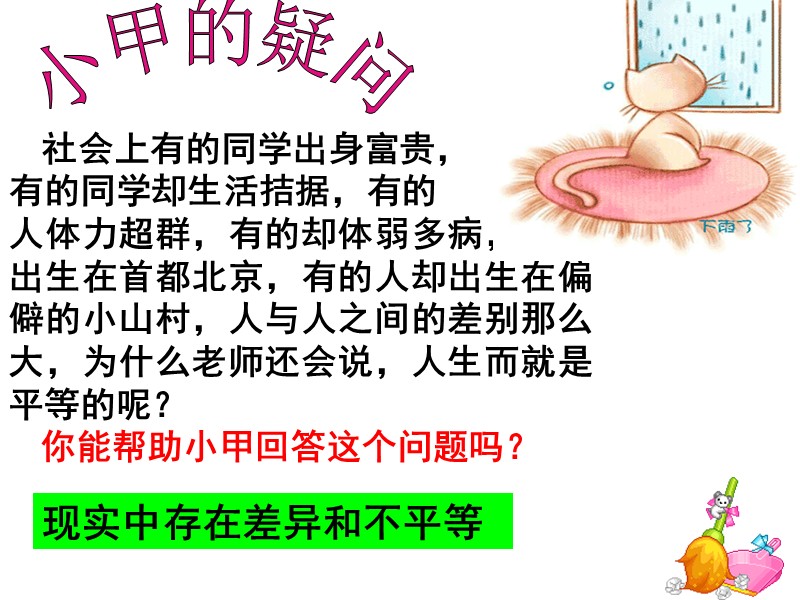 小甲的疑问
社会上有的同学出身富贵，
有的同学却生活拮据，有的
人体力超群，有的却体弱多病，
出生在首都北京，有的人却出生在偏
僻的小山村，人与人之间的差别那么
大，为什么老师还会说，人生而就是
平等的呢？
下雨了
你能帮助小甲回答这个问题吗？
现实中存在差异和不平等